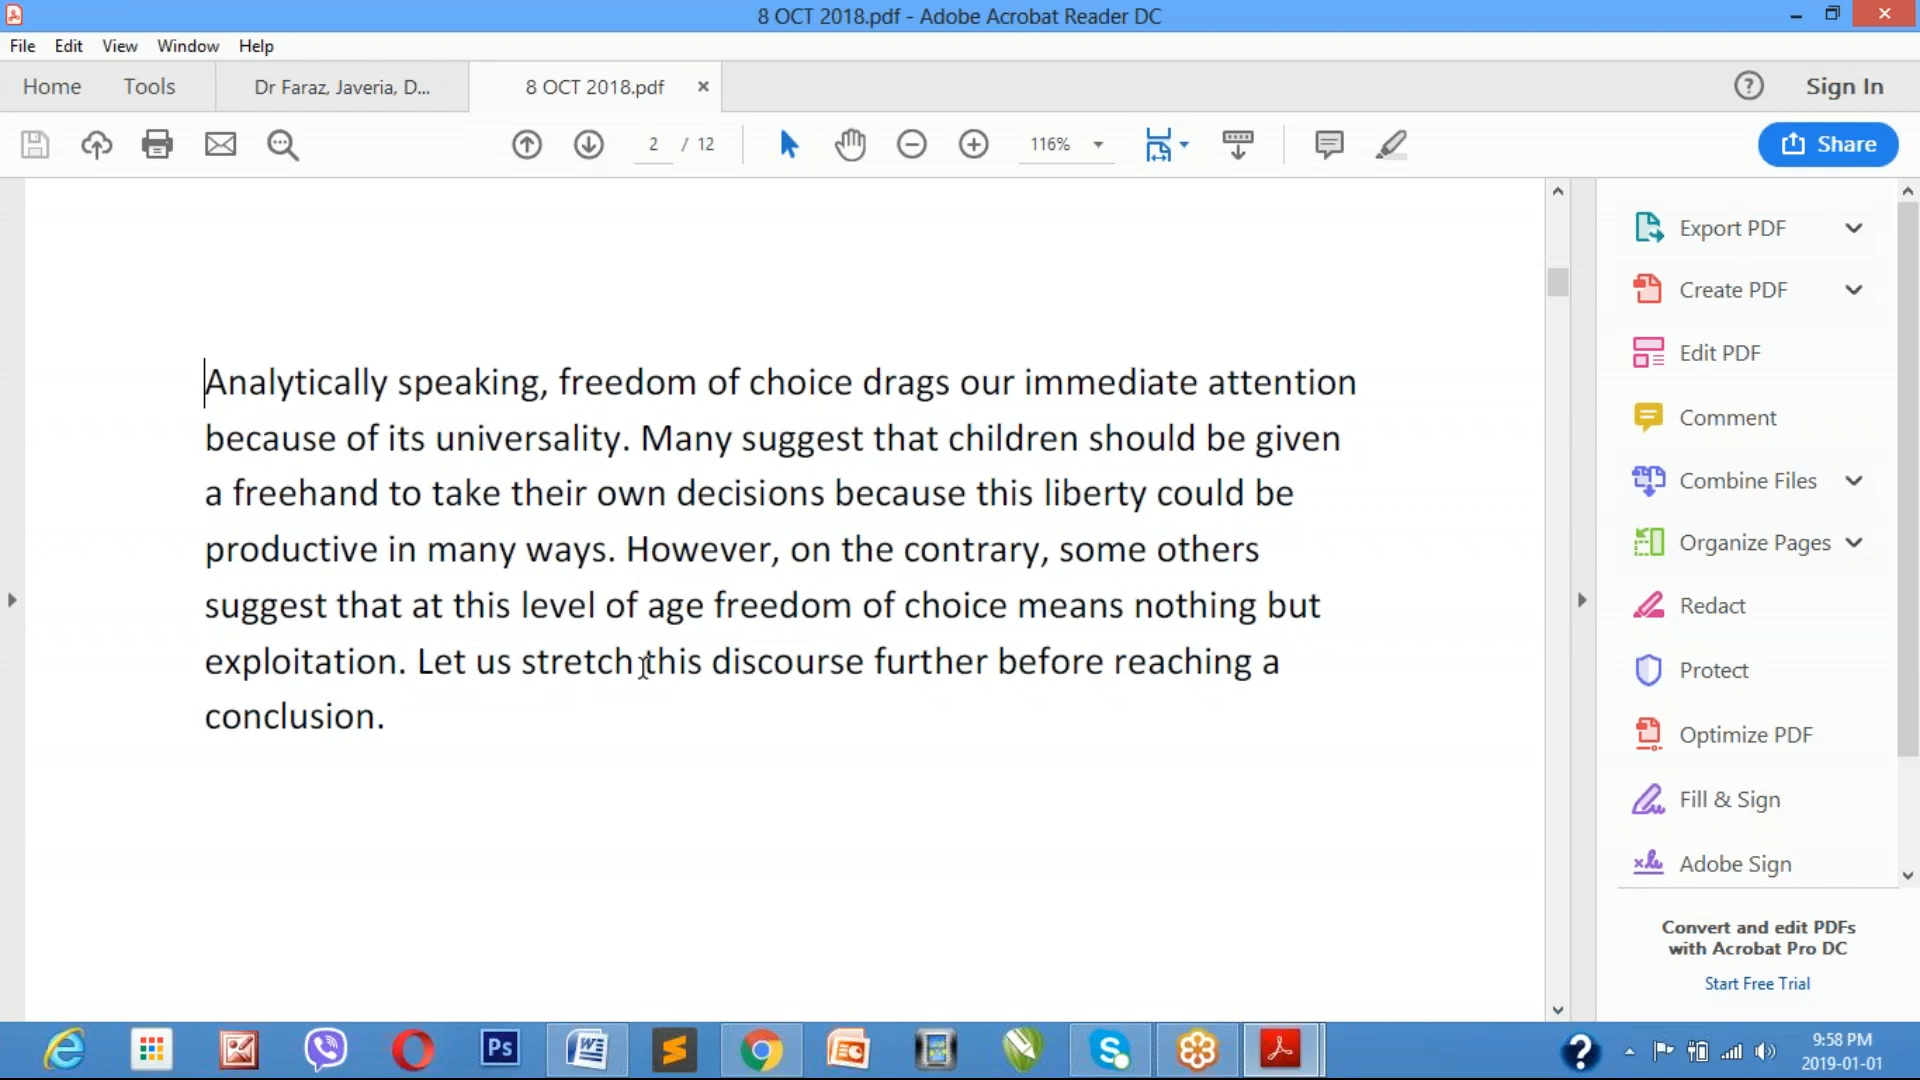 8 OCT 2018.pdf - Adobe Acrobat Reader DC
File Edit View Window Help
Home Tools Dr Faraz, Javeria, D... 8 OCT 2018.pdf × Sign In
2 / 12 116% Share
Analytically speaking, freedom of choice drags our immediate attention
because of its universality. Many suggest that children should be given
a freehand to take their own decisions because this liberty could be
productive in many ways. However, on the contrary, some others
suggest that at this level of age freedom of choice means nothing but
exploitation. Let us stretch this discourse further before reaching a
conclusion.
Export PDF
Create PDF
Edit PDF
Comment
Combine Files
Organize Pages
Redact
Protect
Optimize PDF
Fill & Sign
Adobe Sign
Convert and edit PDFs
with Acrobat Pro DC
Start Free Trial
Ps
9:58 PM
2019-01-01